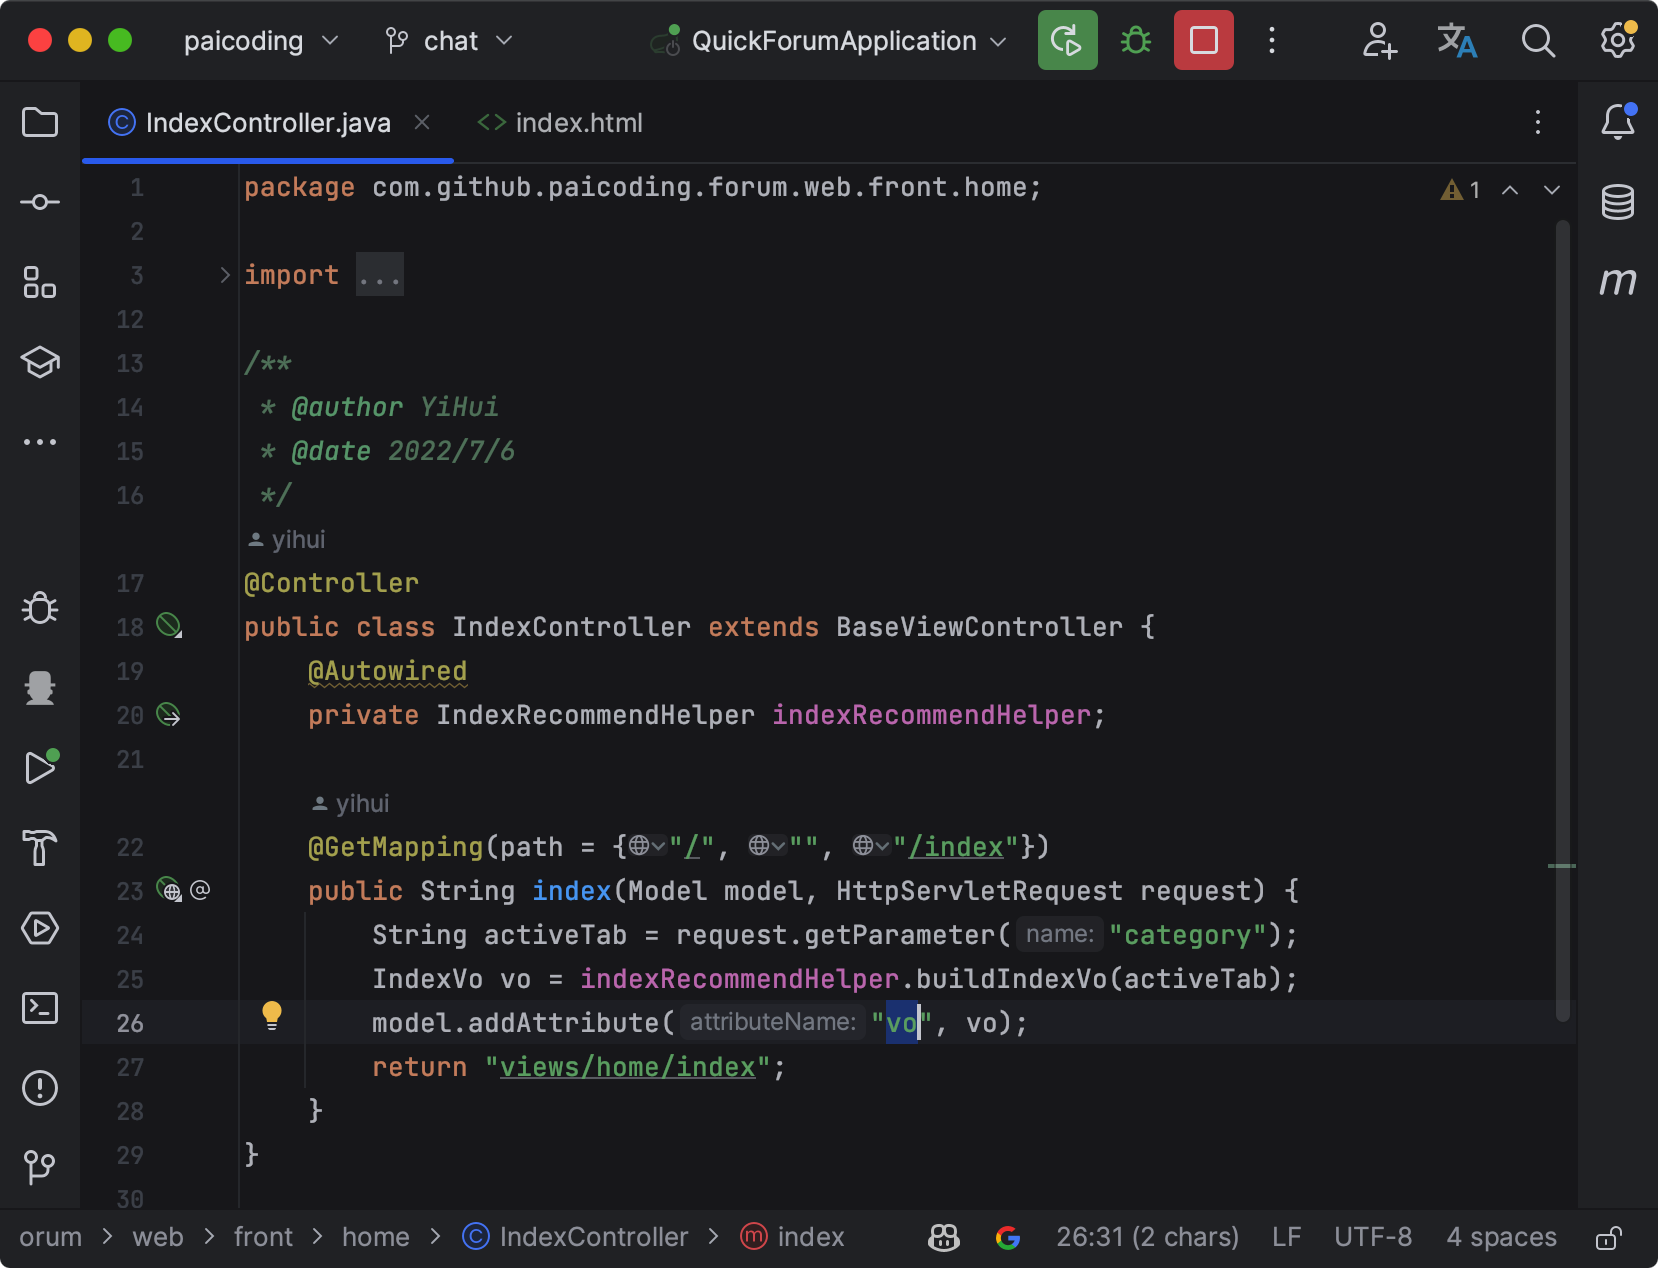 paicoding chat QuickForumApplication
IndexController.java index.html
1 package com.github.paicoding.forum.web.front.home; 1
2
3 import ...
12
13 /**
14 * @author YiHui
15 * @date 2022/7/6
16 */
yihui
17 @Controller
18 public class IndexController extends BaseViewController {
19 @Autowired
20 private IndexRecommendHelper indexRecommendHelper;
21
yihui
22 @GetMapping(path = {"/", "", "/index"})
23 @ public String index(Model model, HttpServletRequest request) {
24 String activeTab = request.getParameter( name: "category");
25 IndexVo vo = indexRecommendHelper.buildIndexVo(activeTab);
26 model.addAttribute( attributeName: "vo", vo);
27 return "views/home/index";
28 }
29 }
30
orum > web > front > home > IndexController > index 26:31 (2 chars) LF UTF-8 4 spaces